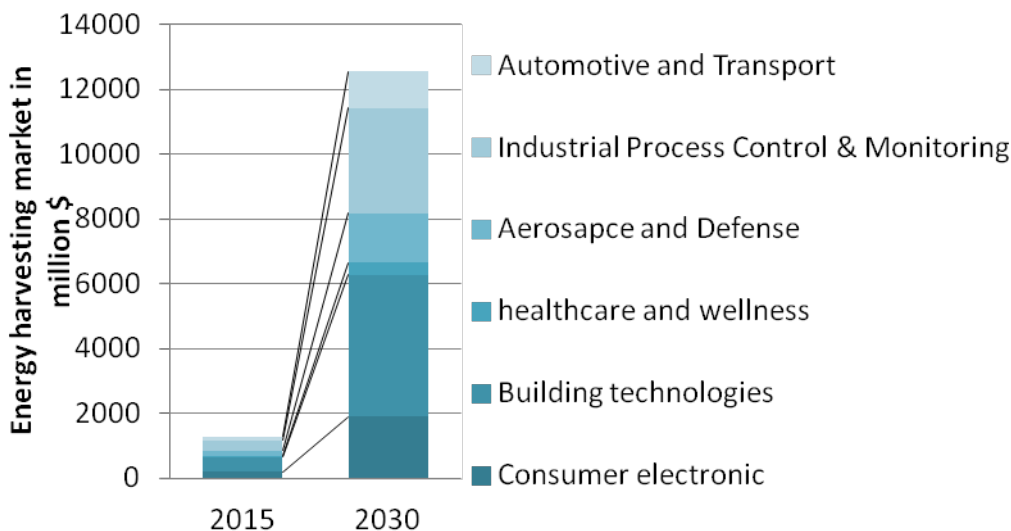 Energy harvesting market in
million $
14000
12000
10000
8000
6000
4000
2000
0
2015
2030
Automotive and Transport
Industrial Process Control & Monitoring
Aerosapce and Defense
healthcare and wellness
Building technologies
Consumer electronic